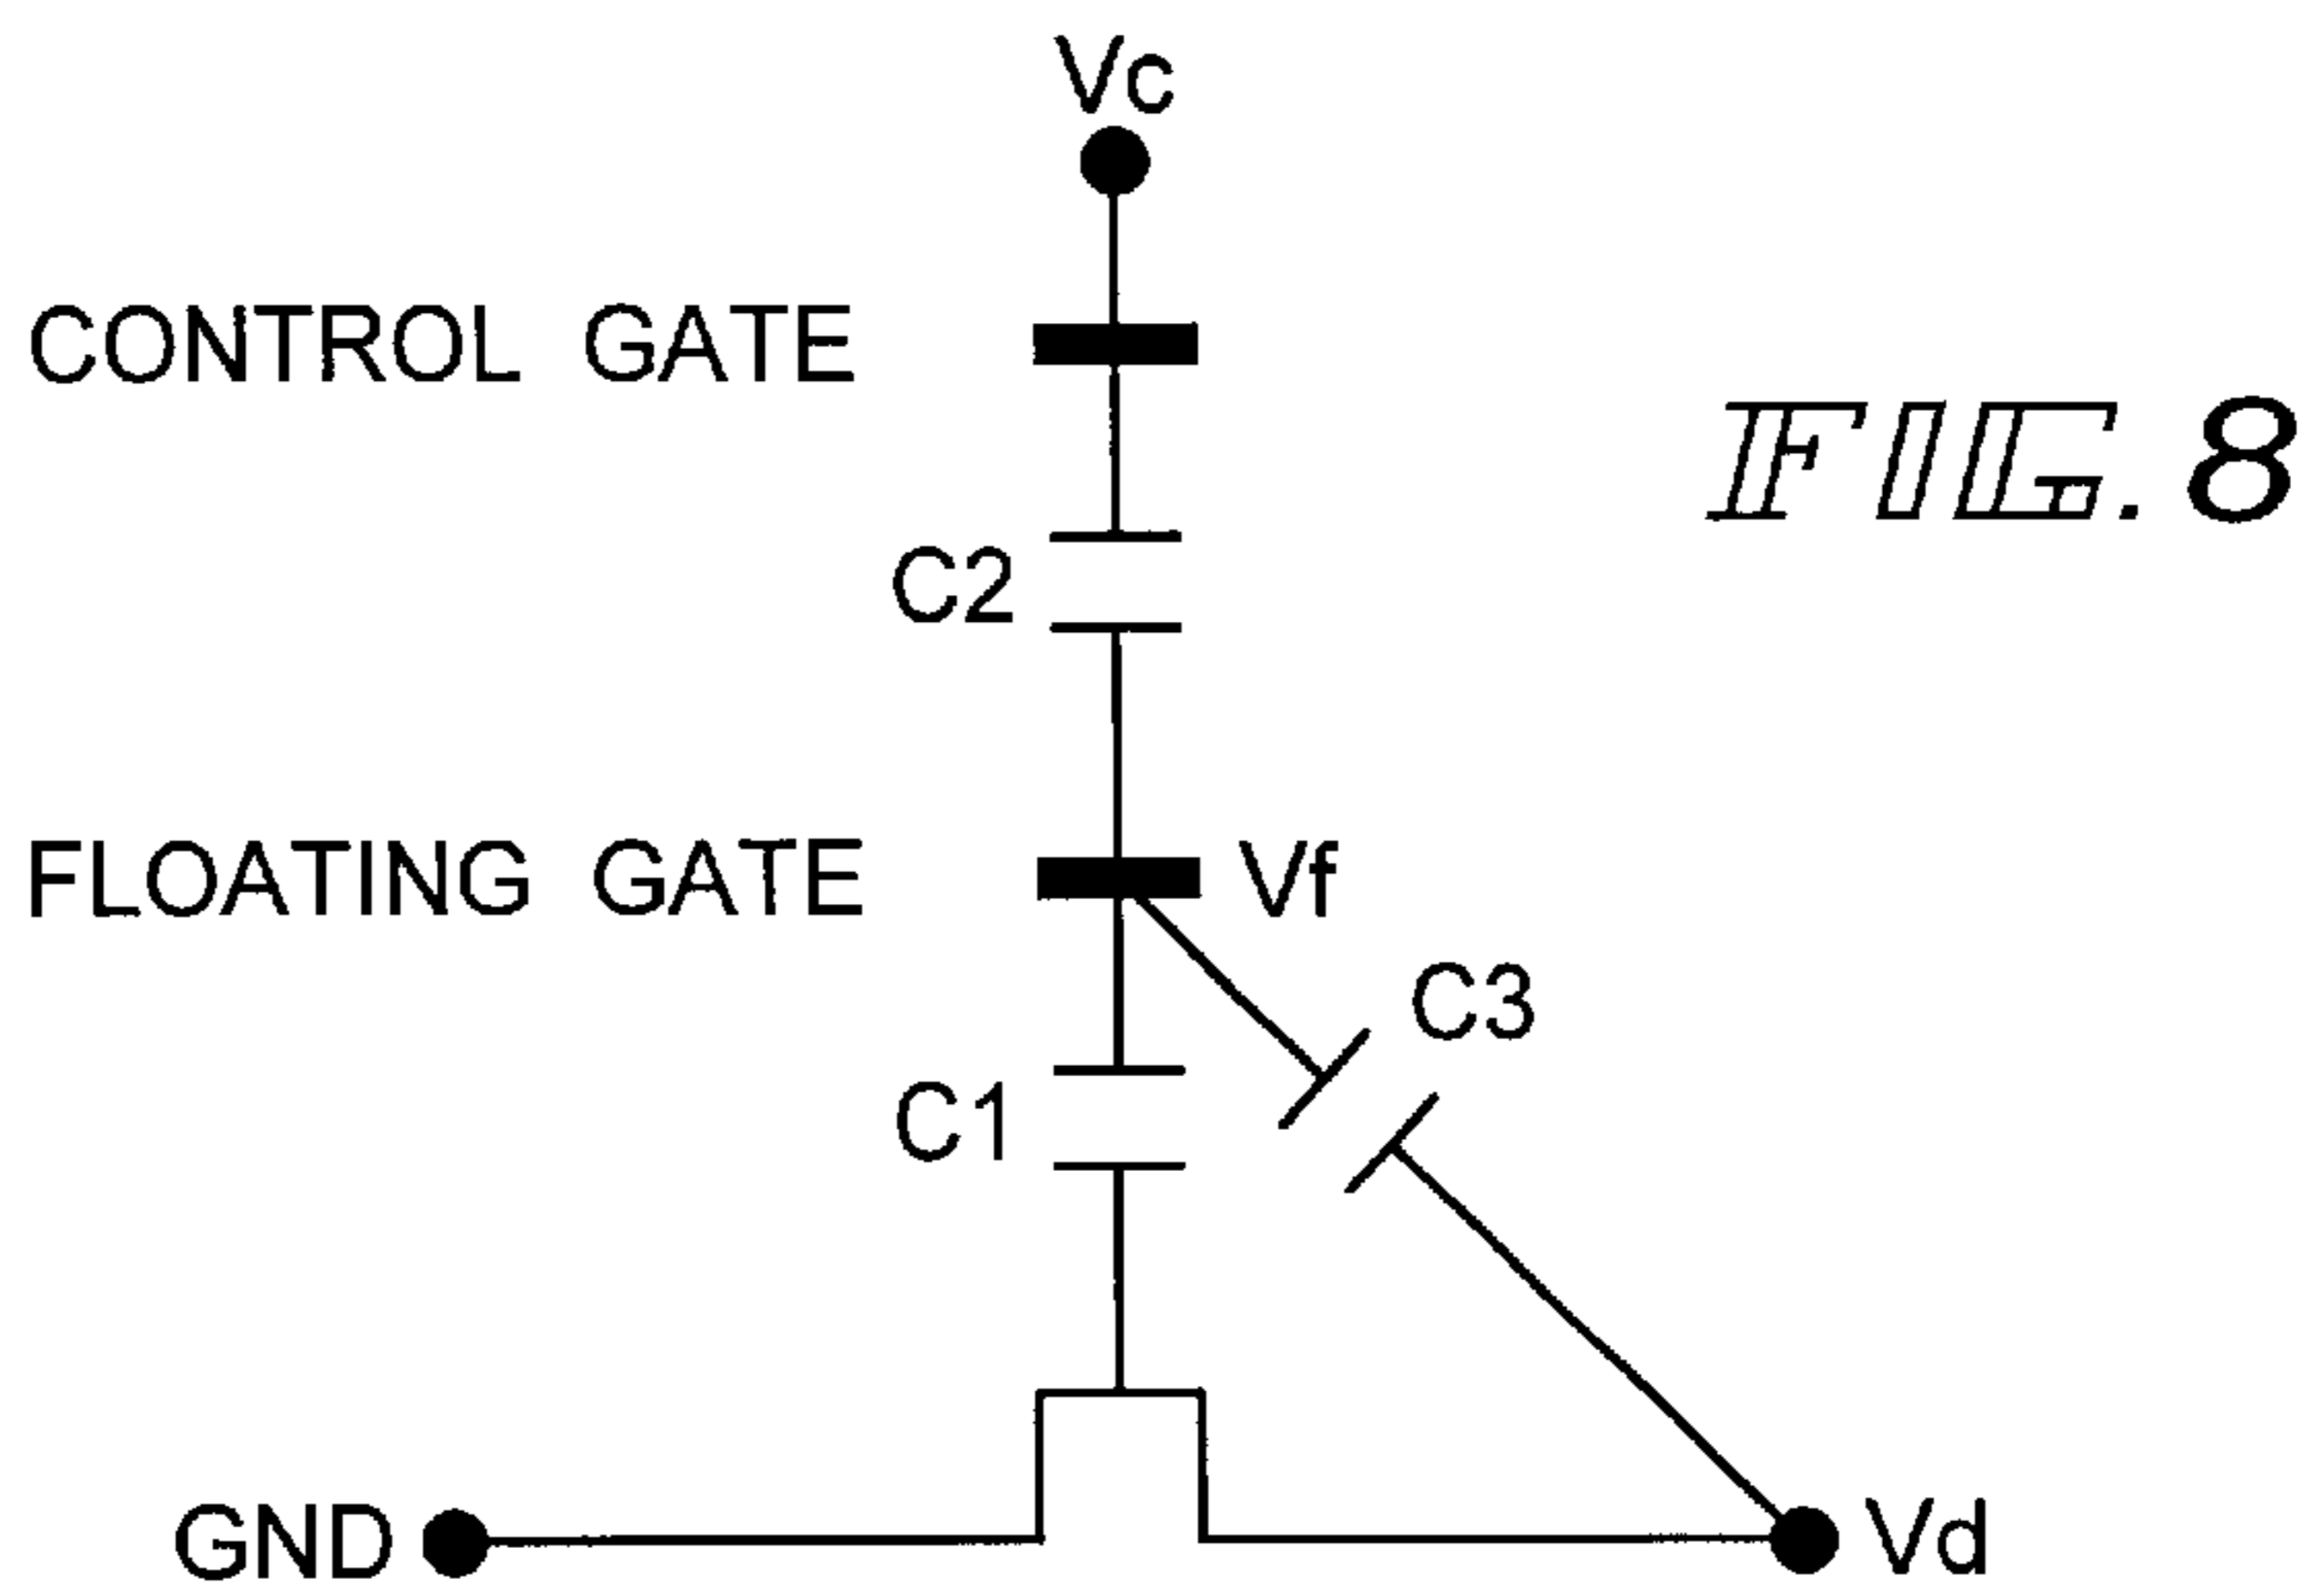 Vc
CONTROL GATE
FIG. 8
C2
FLOATING GATE
Vf
C3
C1
GND
Vd